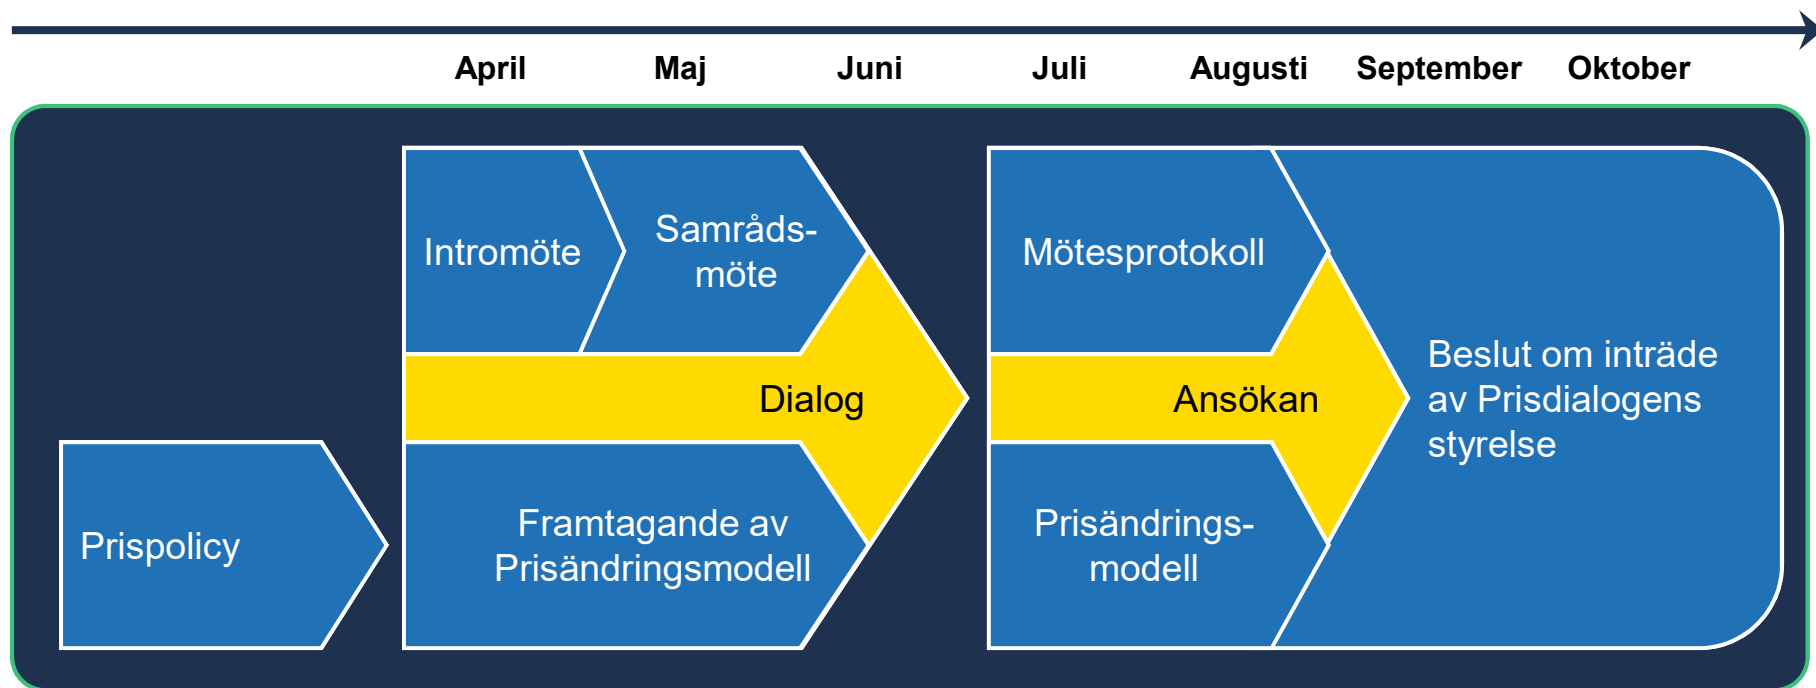 April Maj Juni Juli Augusti September Oktober
Intromöte
Samråds-
möte
Dialog
Prispolicy
Framtagande av
Prisändringsmodell
Mötesprotokoll
Ansökan
Prisändrings-
modell
Beslut om inträde
av Prisdialogens
styrelse